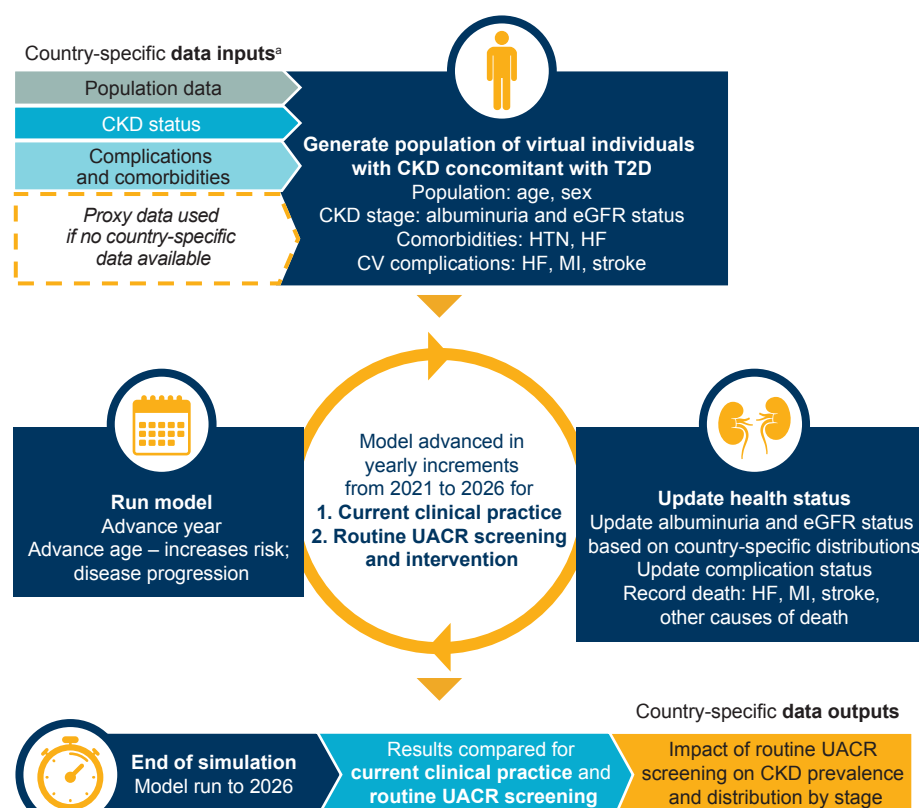 Country-specific data inputsᵃ
Population data
CKD status
Complications
and comorbidities
Proxy data used
if no country-specific
data available
Generate population of virtual individuals
with CKD concomitant with T2D
Population: age, sex
CKD stage: albuminuria and eGFR status
Comorbidities: HTN, HF
CV complications: HF, MI, stroke
Run model
Advance year
Advance age – increases risk;
disease progression
Model advanced in
yearly increments
from 2021 to 2026 for
1. Current clinical practice
2. Routine UACR screening
and intervention
Update health status
Update albuminuria and eGFR status
based on country-specific distributions
Update complication status
Record death: HF, MI, stroke,
other causes of death
Country-specific data outputs
End of simulation
Model run to 2026
Results compared for
current clinical practice and
routine UACR screening
Impact of routine UACR
screening on CKD prevalence
and distribution by stage